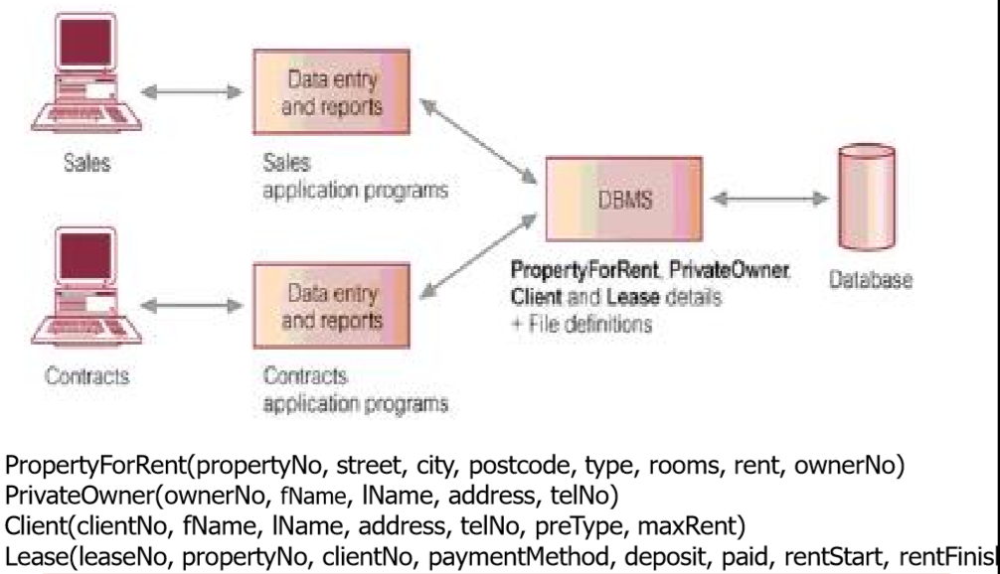 Data entry
and reports
Sales
Sales
application programs
DBMS
PropertyForRent, PrivateOwner
Client and Lease details
+ File definitions
Database
Data entry
and reports
Contracts
Contracts
application programs
PropertyForRent(propertyNo, street, city, postcode, type, rooms, rent, ownerNo)
PrivateOwner(ownerNo, fName, lName, address, telNo)
Client(clientNo, fName, lName, address, telNo, preType, maxRent)
Lease(leaseNo, propertyNo, clientNo, paymentMethod, deposit, paid, rentStart,